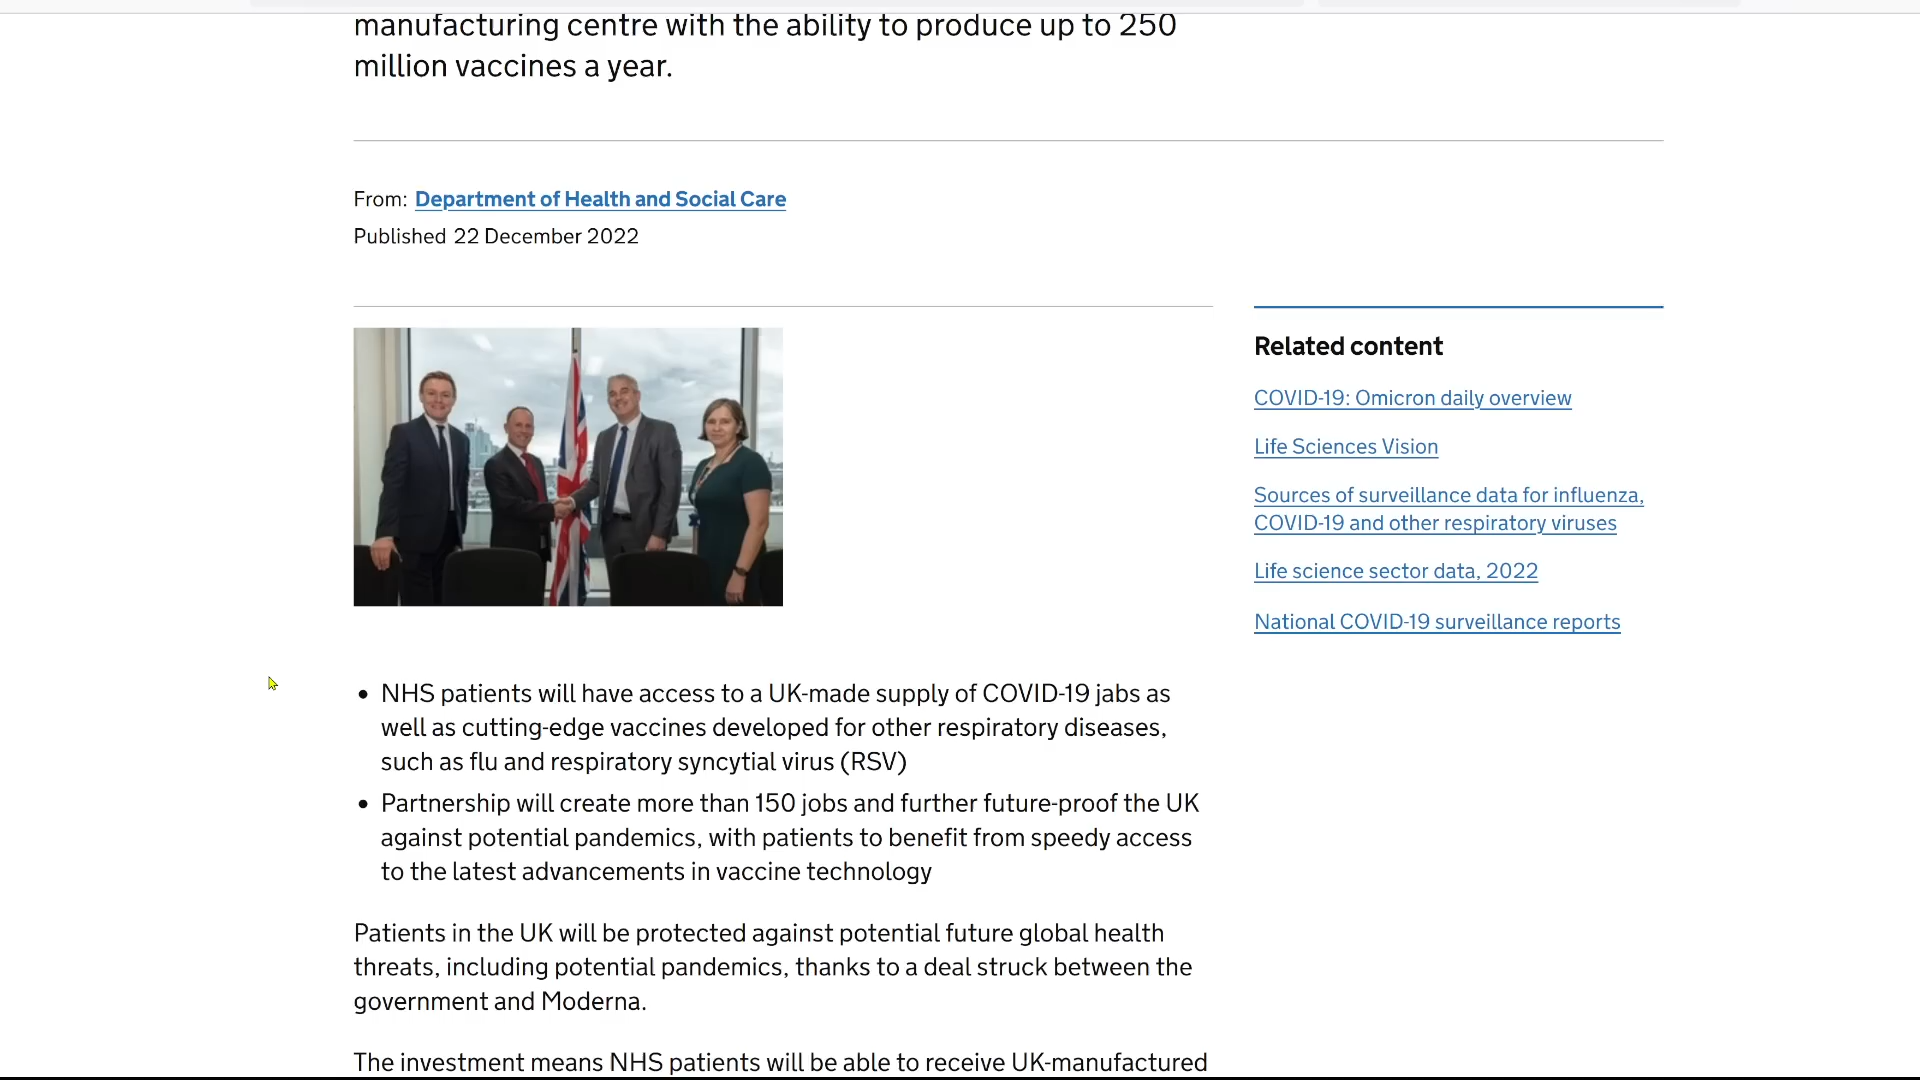 manufacturing centre with the ability to produce up to 250
million vaccines a year.
From: Department of Health and Social Care
Published 22 December 2022
Related content
COVID-19: Omicron daily overview
Life Sciences Vision
Sources of surveillance data for influenza,
COVID-19 and other respiratory viruses
Life science sector data, 2022
National COVID-19 surveillance reports
• NHS patients will have access to a UK-made supply of COVID-19 jabs as
well as cutting-edge vaccines developed for other respiratory diseases,
such as flu and respiratory syncytial virus (RSV)
• Partnership will create more than 150 jobs and further future-proof the UK
against potential pandemics, with patients to benefit from speedy access
to the latest advancements in vaccine technology
Patients in the UK will be protected against potential future global health
threats, including potential pandemics, thanks to a deal struck between the
government and Moderna.
The investment means NHS patients will be able to receive UK-manufactured